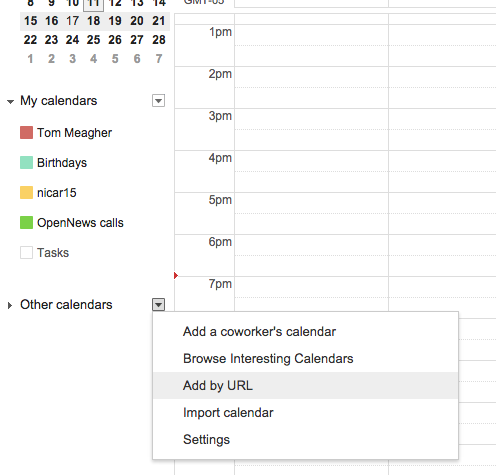 8 9 10 11 12 13 14
15 16 17 18 19 20 21
22 23 24 25 26 27 28
1 2 3 4 5 6 7
My calendars
Tom Meagher
Birthdays
nicar15
OpenNews calls
Tasks
Other calendars
GMT-05
1pm
2pm
3pm
4pm
5pm
6pm
7pm
Add a coworker's calendar
Browse Interesting Calendars
Add by URL
Import calendar
Settings